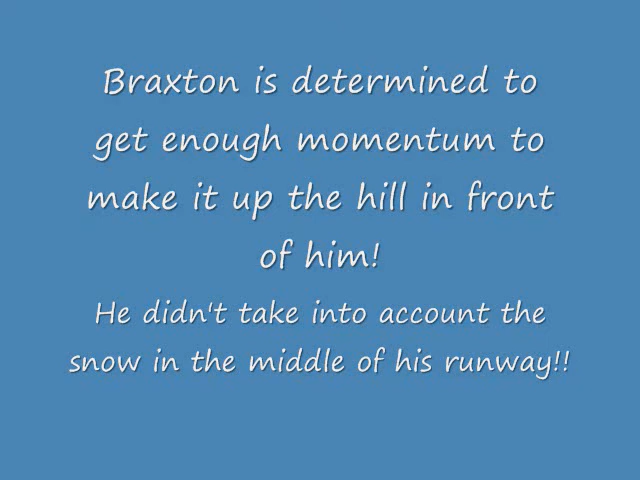 Braxton is determined to
get enough momentum to
make it up the hill in front
of him!
He didn't take into account the
snow in the middle of his runway!!